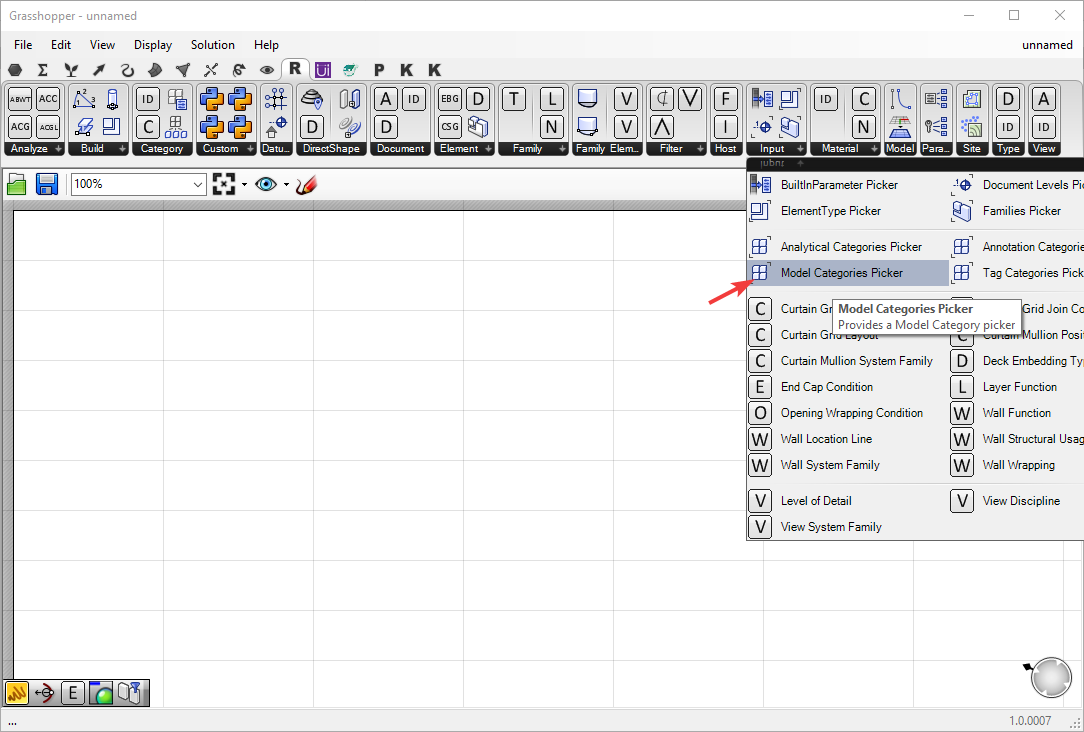 Grasshopper - unnamed
File Edit View Display Solution Help unnamed
R Uj P K K
ABWT ACC ID A ID EBG D T L V F ID C D A
ACG ACGL C D D CSG N V I N ID ID
Analyze Build Category Custom Datu... DirectShape Document Element Family Family Elem... Filter Host Input Material Model Para... Site Type View
Input
100%
BuiltInParameter Picker Document Levels Pic
ElementType Picker Families Picker
Analytical Categories Picker Annotation Categorie
Model Categories Picker Tag Categories Pick
C Curtain Gr Grid Join Co
Model Categories Picker
Provides a Model Category picker
C Curtain Grid Layout C Curtain Mullion Posit
C Curtain Mullion System Family D Deck Embedding Typ
E End Cap Condition L Layer Function
O Opening Wrapping Condition W Wall Function
W Wall Location Line W Wall Structural Usag
W Wall System Family W Wall Wrapping
V Level of Detail V View Discipline
V View System Family
E
... 1.0.0007